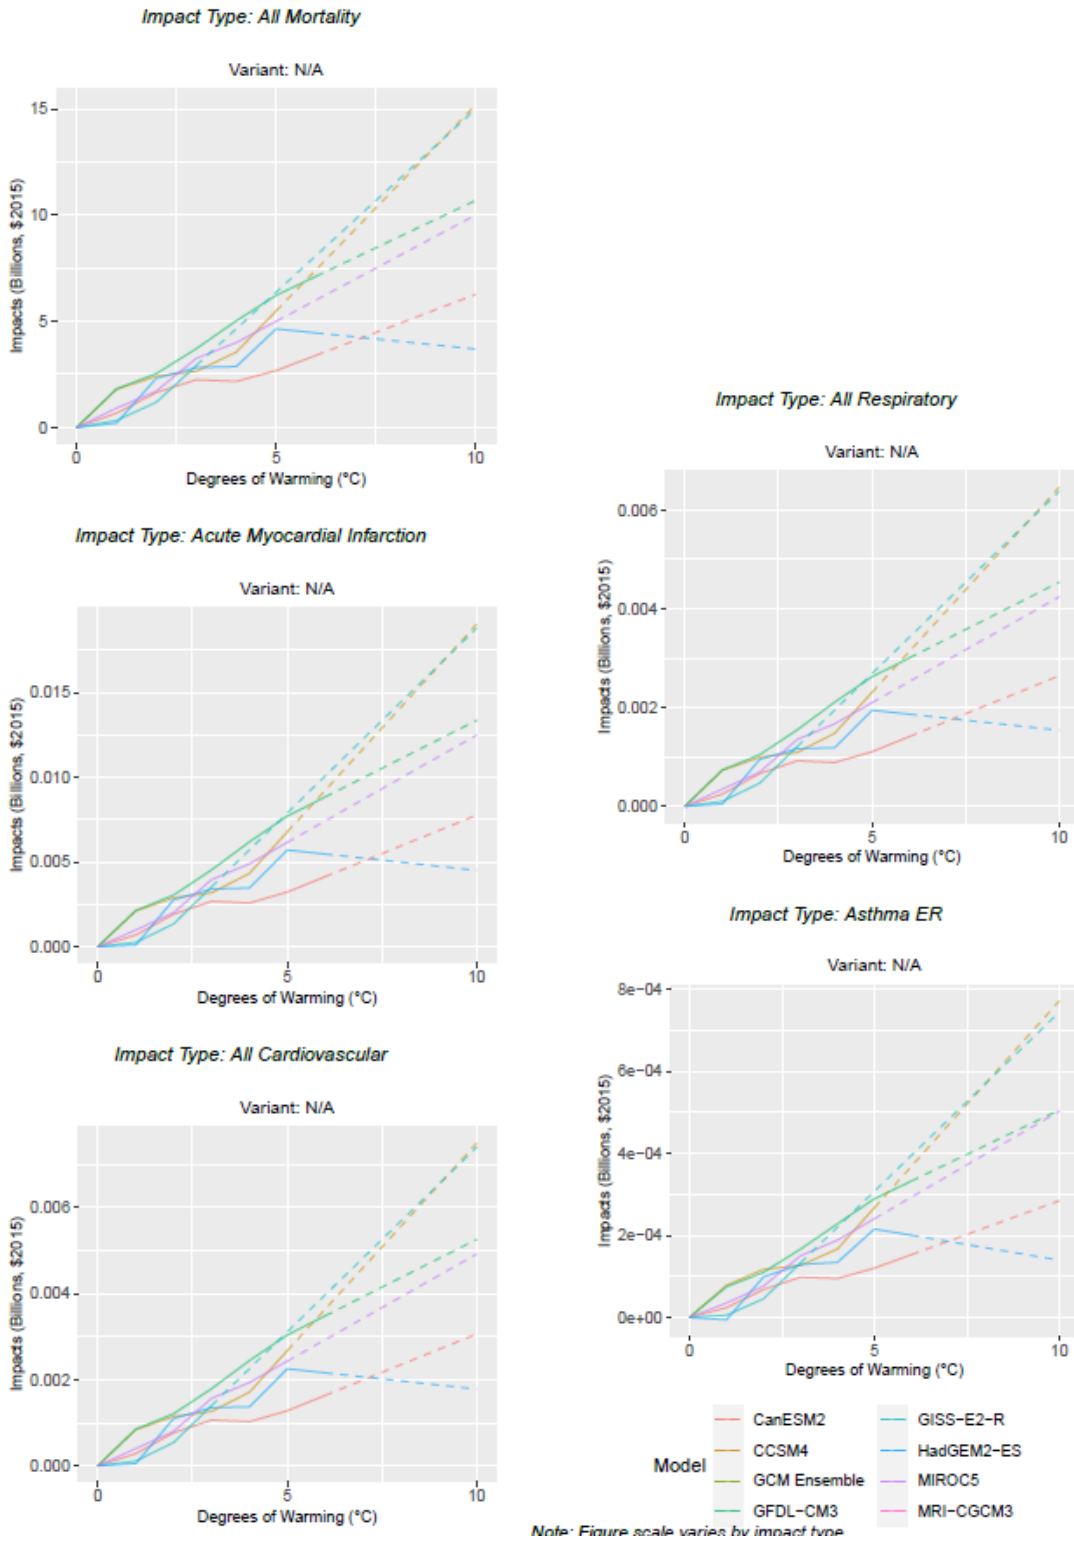 Impact Type: All Mortality
Variant: N/A
15
10
5
0
Impacts (Billions, $2015)
0 5 10
Degrees of Warming (°C)
Impact Type: Acute Myocardial Infarction
Variant: N/A
0.015
0.010
0.005
0.000
Impacts (Billions, $2015)
0 5 10
Degrees of Warming (°C)
Impact Type: All Cardiovascular
Variant: N/A
0.006
0.004
0.002
0.000
Impacts (Billions, $2015)
0 5 10
Degrees of Warming (°C)
Impact Type: All Respiratory
Variant: N/A
0.006
0.004
0.002
0.000
Impacts (Billions, $2015)
0 5 10
Degrees of Warming (°C)
Impact Type: Asthma ER
Variant: N/A
8e−04
6e−04
4e−04
2e−04
0e+00
Impacts (Billions, $2015)
0 5 10
Degrees of Warming (°C)
Model
CanESM2
CCSM4
GCM Ensemble
GFDL−CM3
GISS−E2−R
HadGEM2−ES
MIROC5
MRI−CGCM3
Note: Figure scale varies by impact type